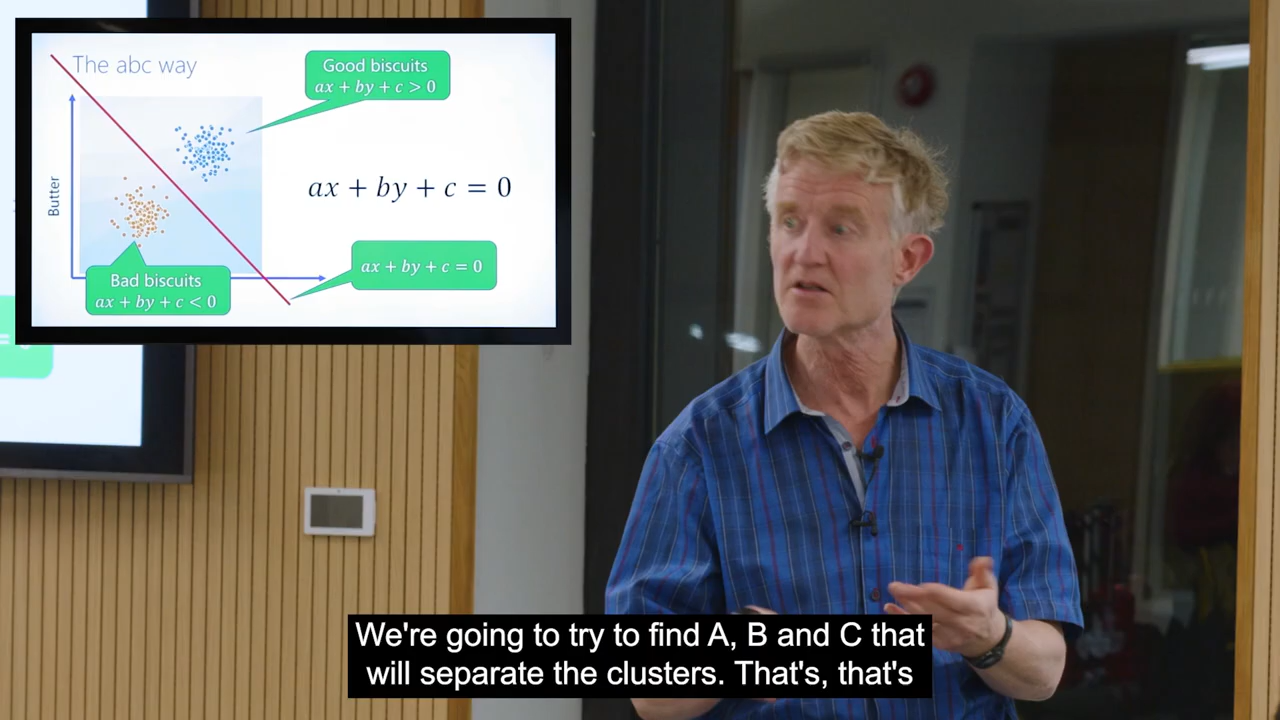 The abc way
Good biscuits
ax + by + c > 0
Butter
ax + by + c = 0
ax + by + c = 0
Bad biscuits
ax + by + c < 0
We're going to try to find A, B and C that
will separate the clusters. That's, that's